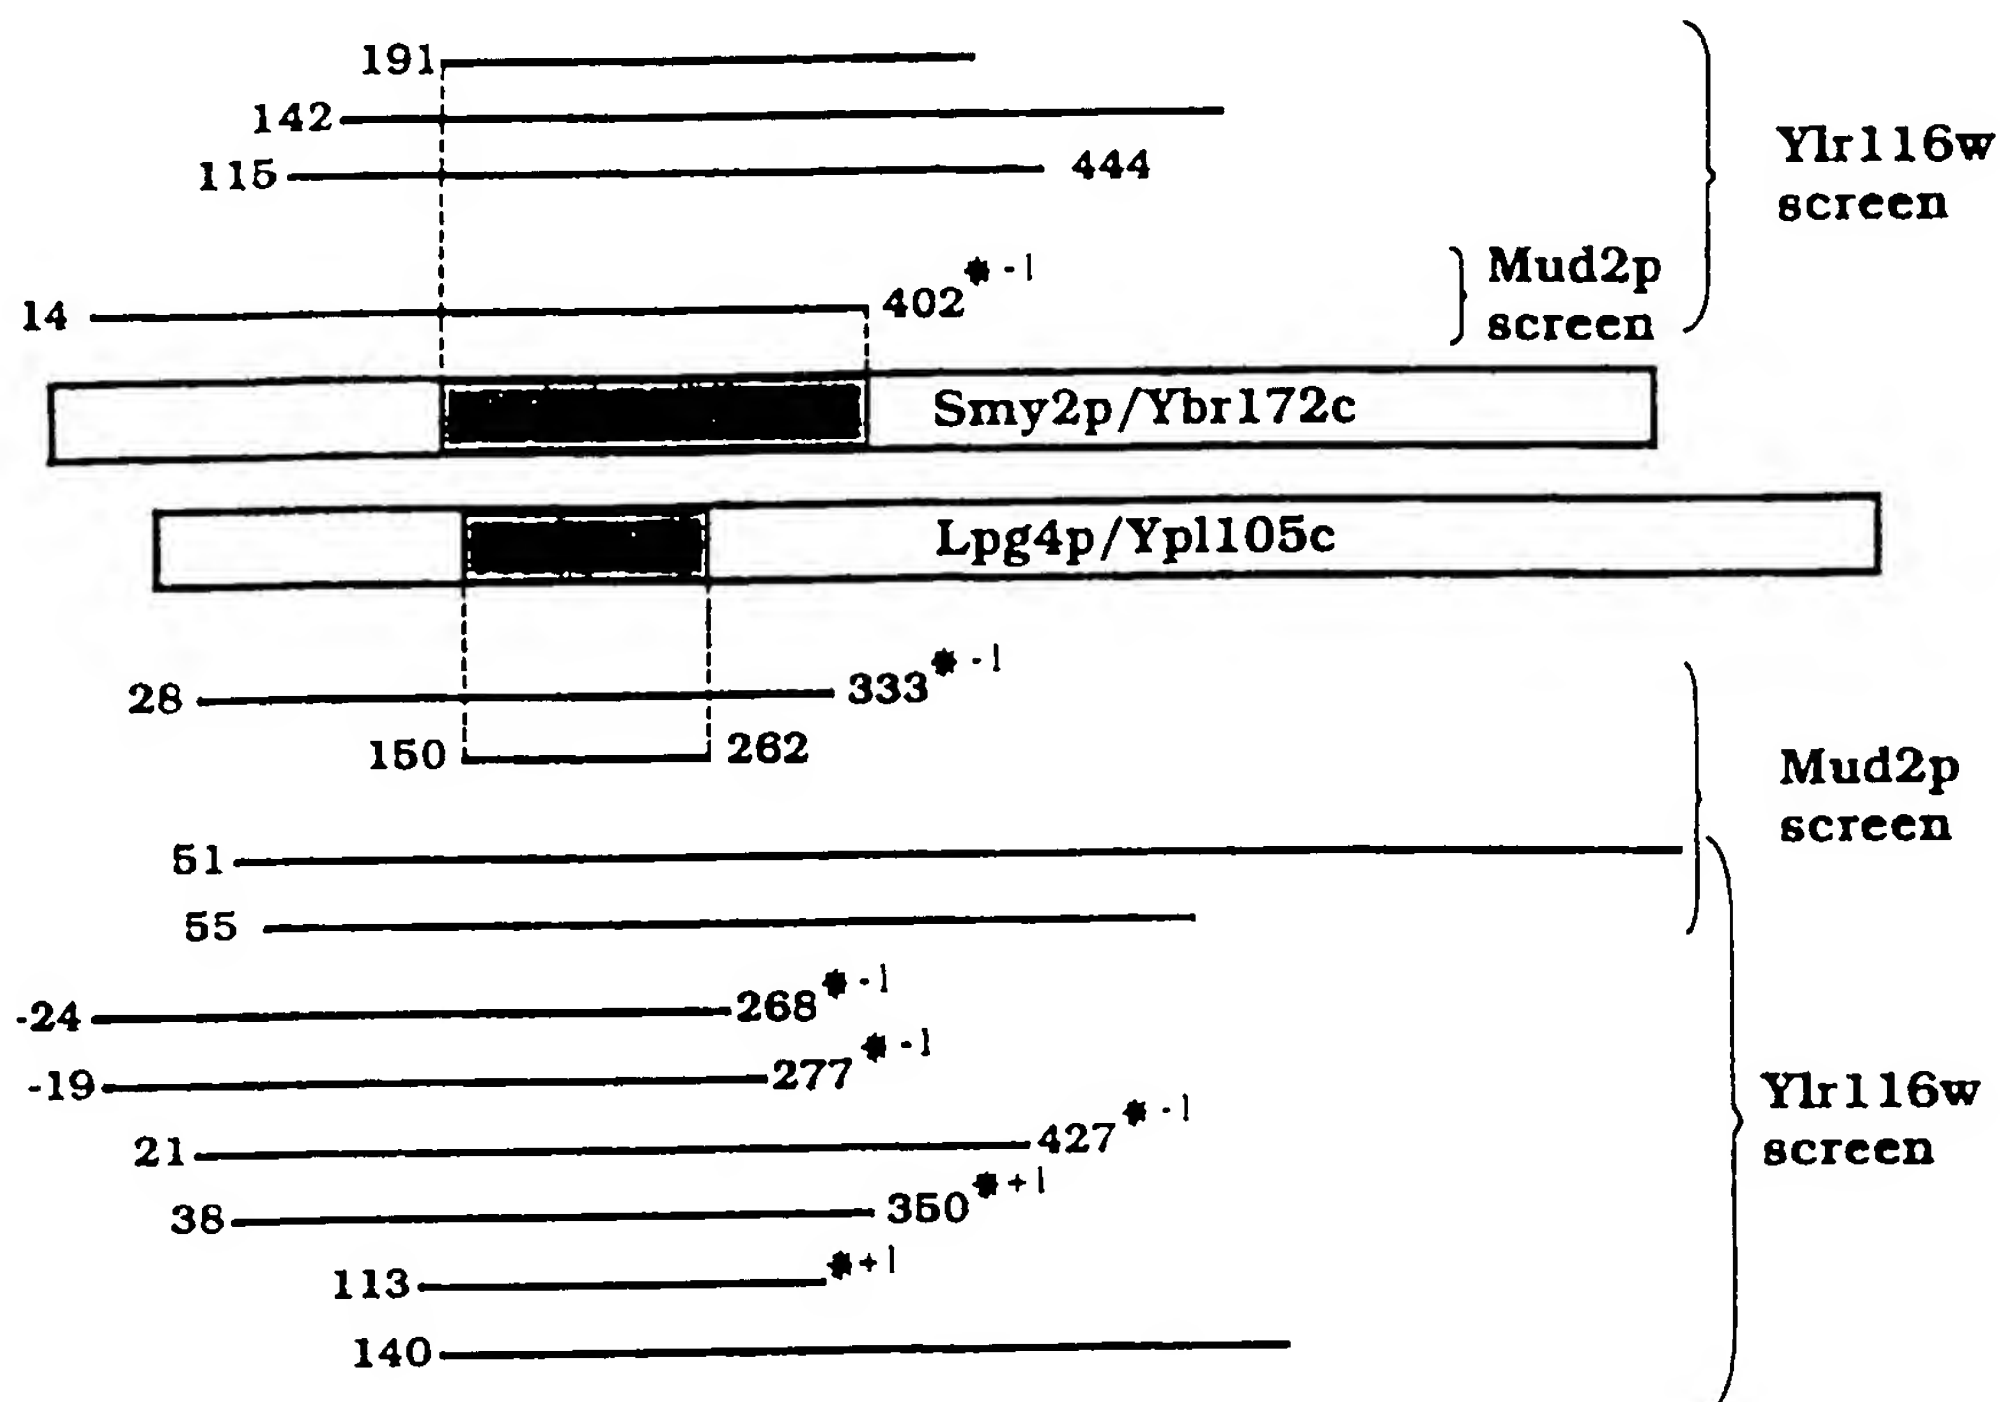 191
142
115 444
Ylr116w
screen
14 402* -1
Mud2p
screen
Smy2p/Ybr172c
Lpg4p/Ypl105c
28 333* -1
150 262
Mud2p
screen
51
55
-24 268* -1
-19 277* -1
21 427* -1
38 350* +1
113 * +1
140
Ylr116w
screen